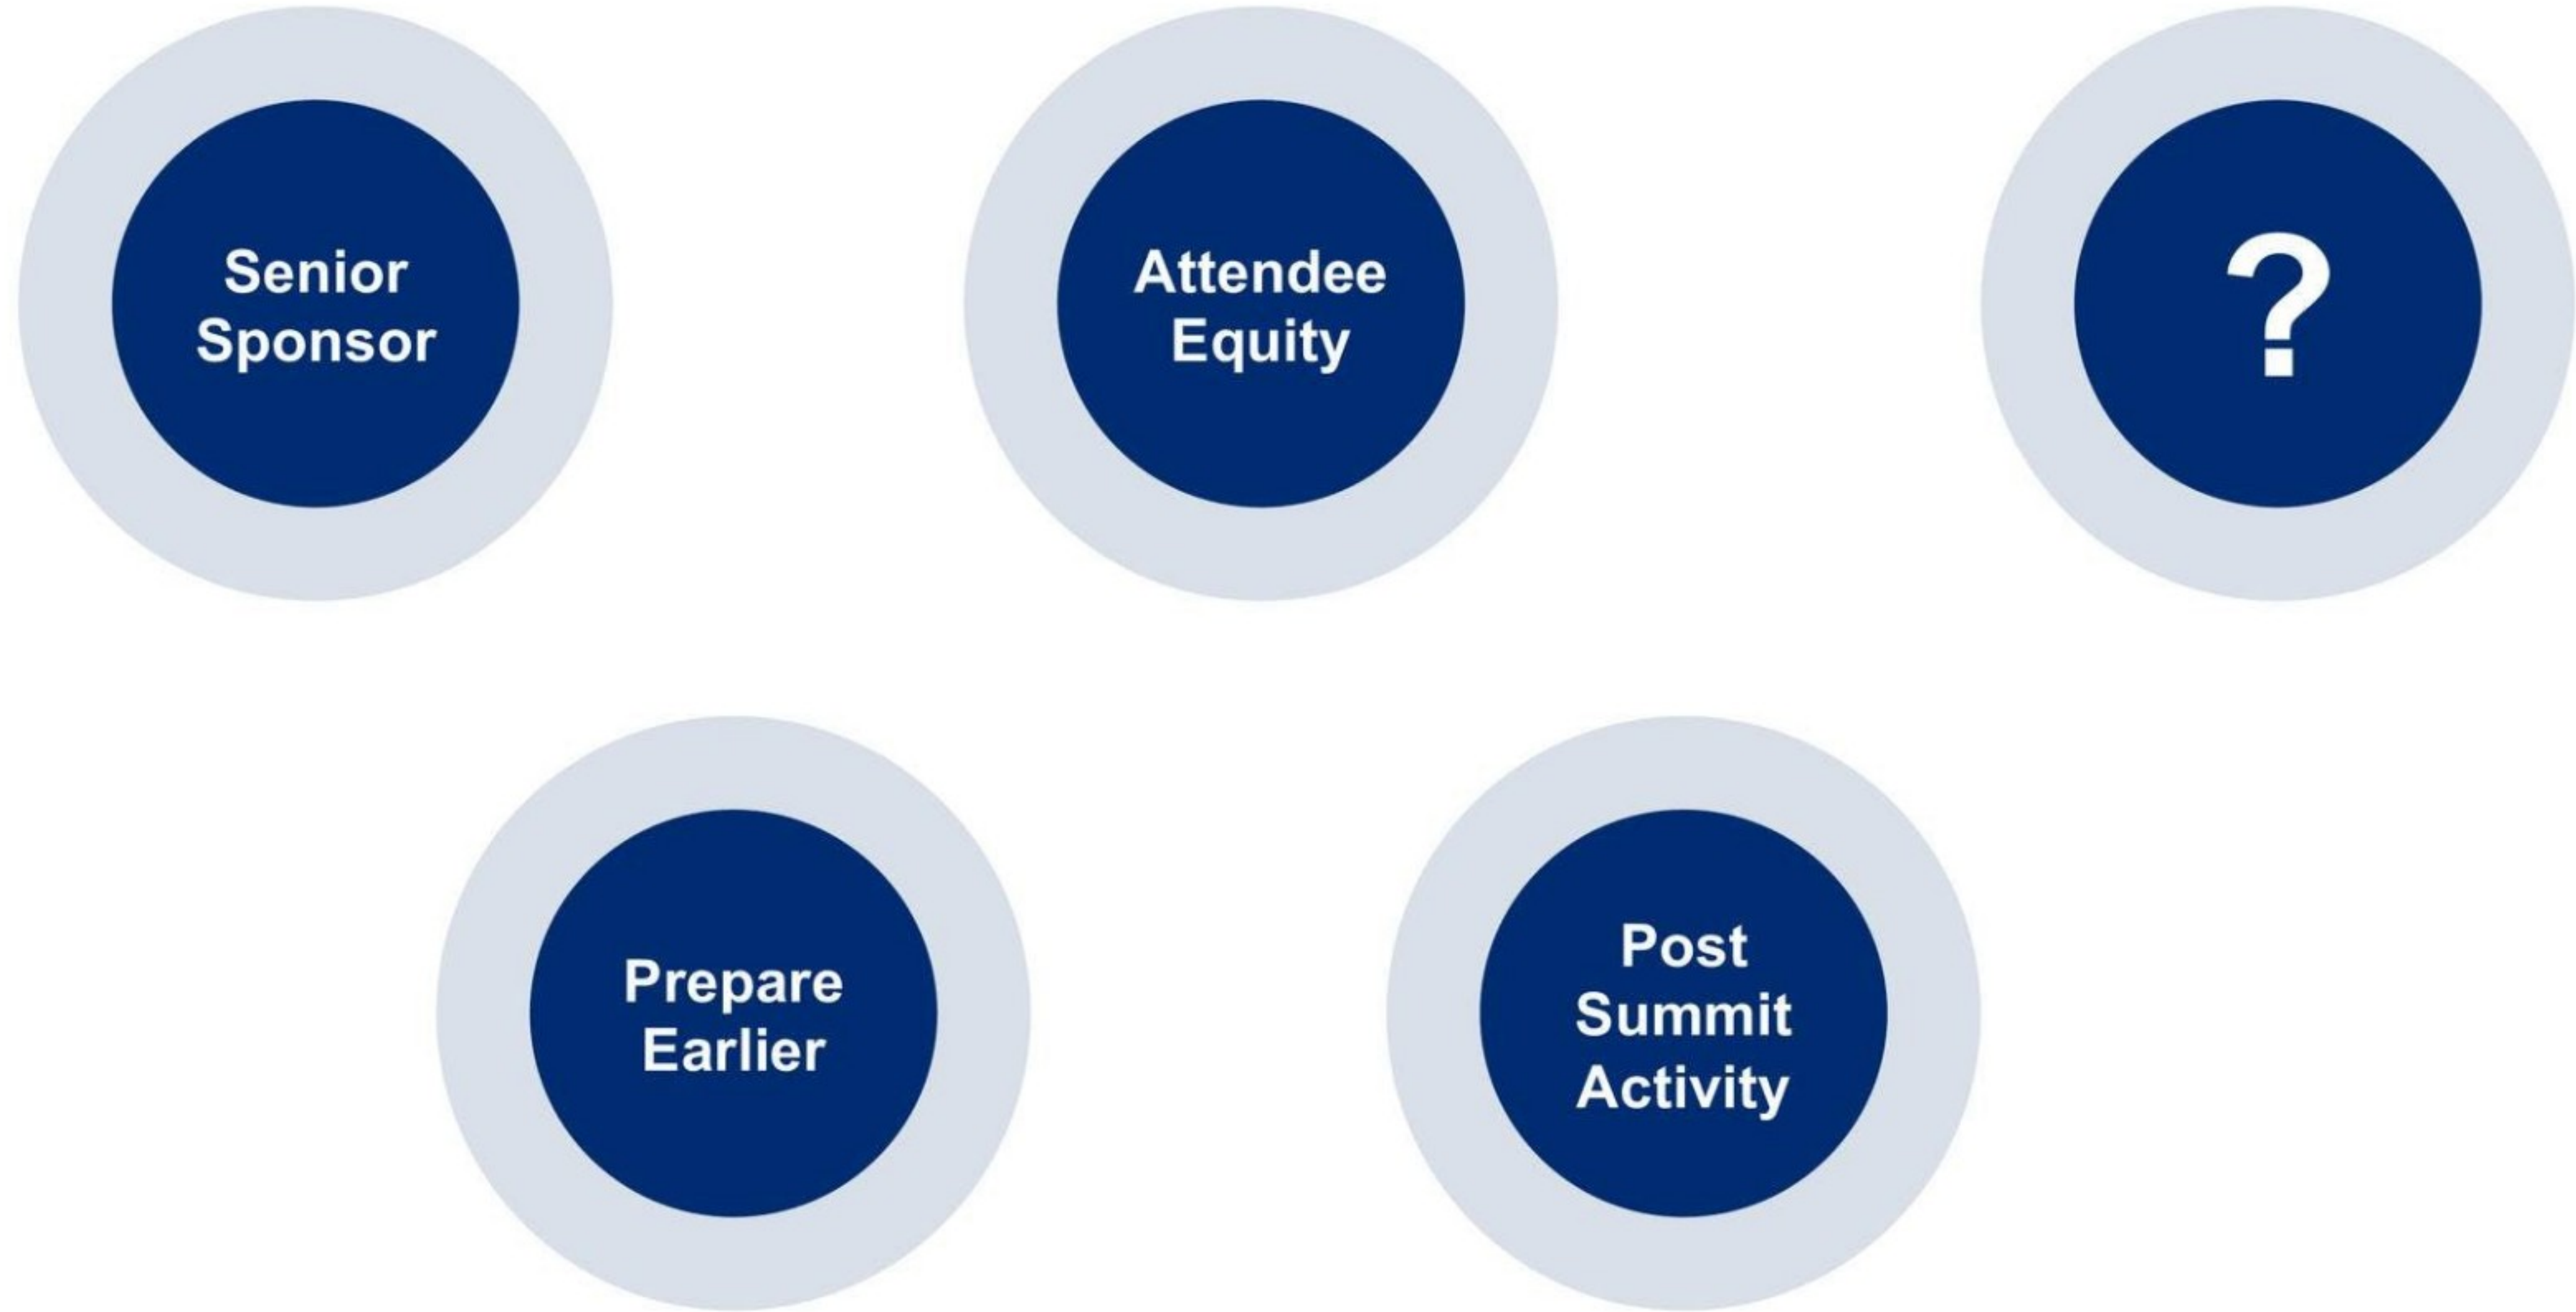 Senior
Sponsor
Attendee
Equity
?
Prepare
Earlier
Post
Summit
Activity